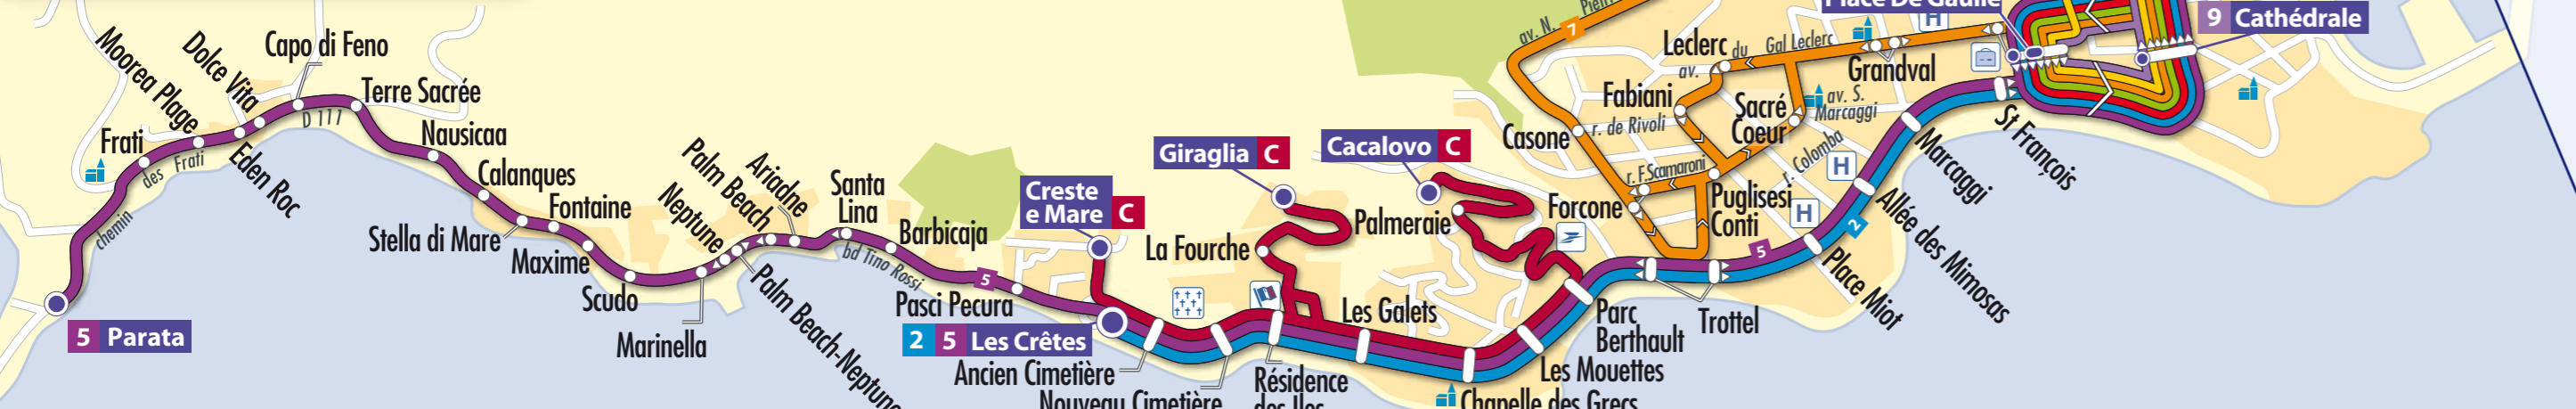 Moorea Plage
Dolce Vita
Capo di Feno
Terre Sacrée
D 111
Frati
des Frati
chemin
Eden Roc
Nausicaa
Calanques
Fontaine
Stella di Mare
Maxime
Scudo
Marinella
Neptune
Palm Beach
Ariadne
Palm Beach-Neptune
Santa
Lina
Barbicaja
bd Tino Rossi
5
Pasci Pecura
5 Parata
2 5 Les Crêtes
Creste
e Mare C
Giraglia C
Cacalovo C
La Fourche
Palmeraie
Ancien Cimetière
Nouveau Cimetière
Résidence
des Iles
Les Galets
Chapelle des Grecs
Les Mouettes
Parc
Berthault
Trottel
5
2
Place Miot
Allée des Mimosas
Marcaggi
St François
av. N.
7
Casone
Forcone
Fabiani
r. de Rivoli
r. F.Scamaroni
Puglisesi
Conti
Leclerc
av. du Gal Leclerc
Grandval
Sacré
Coeur
av. S.
Marcaggi
r. Colomba
H
H
H
Place De Gaulle
9 Cathédrale